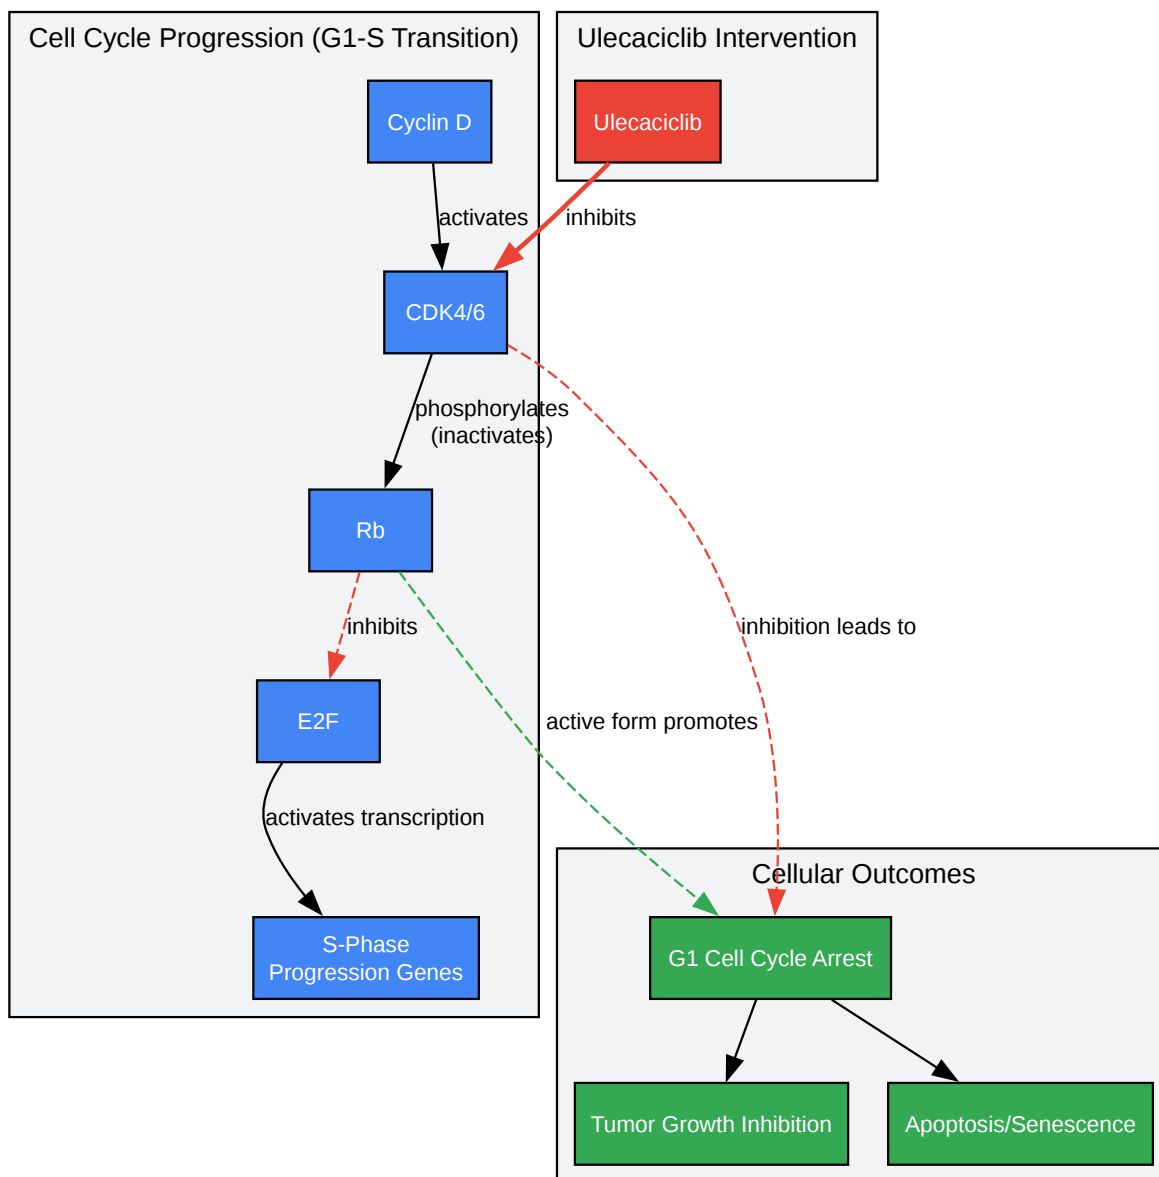 Cell Cycle Progression (G1-S Transition)
Ulecaciclib Intervention
Cyclin D
Ulecaciclib
activates
inhibits
CDK4/6
phosphorylates
(inactivates)
Rb
inhibits
inhibition leads to
E2F
active form promotes
activates transcription
Cellular Outcomes
S-Phase
Progression Genes
G1 Cell Cycle Arrest
Tumor Growth Inhibition
Apoptosis/Senescence